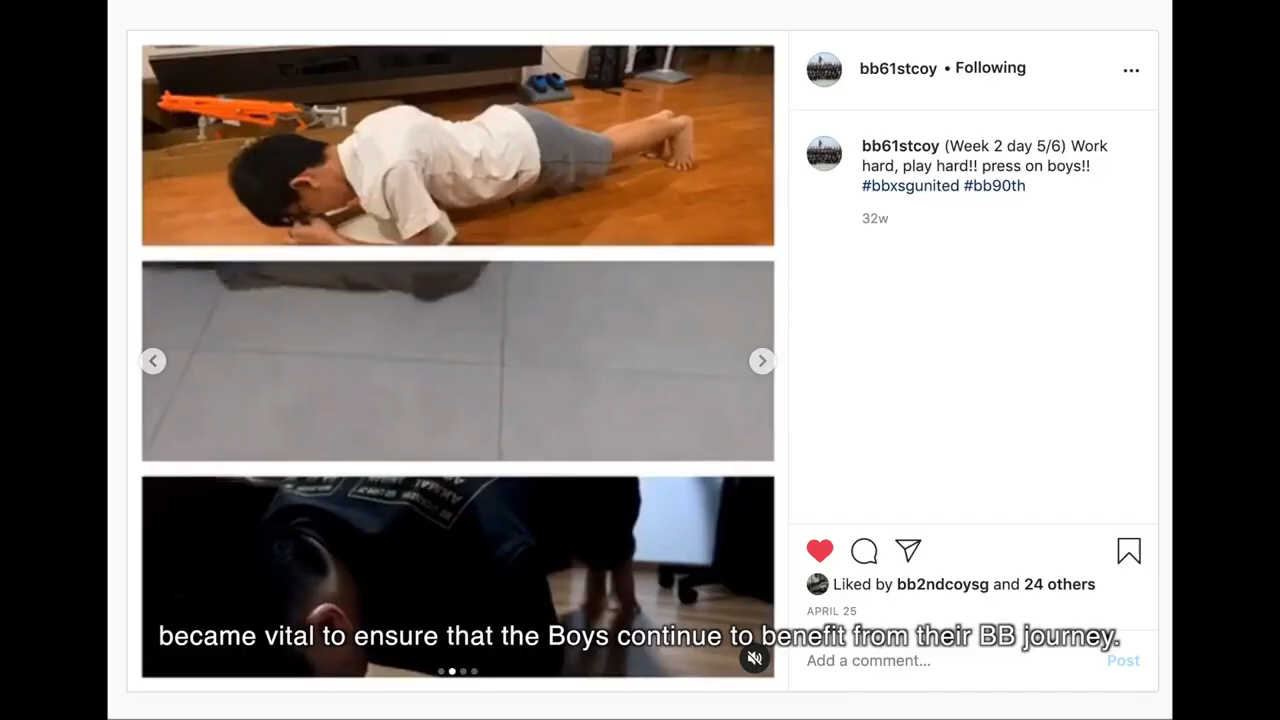 bb61stcoy • Following
bb61stcoy (Week 2 day 5/6) Work
hard, play hard!! press on boys!!
#bbxsgunited #bb90th
32w
Liked by bb2ndcoysg and 24 others
APRIL 25
became vital to ensure that the Boys continue to benefit from their BB journey.
Add a comment...
Post